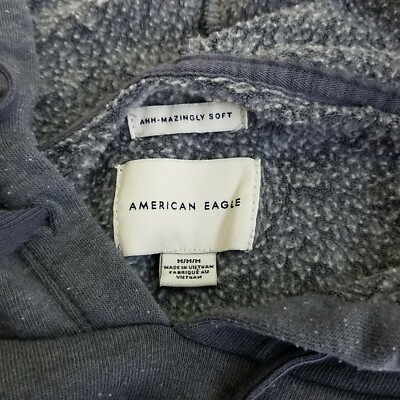 AHH-MAZINGLY SOFT
AMERICAN EAGLE
M/M/M
MADE IN VIETNAM
FABRIQUÉ AU
VIETNAM